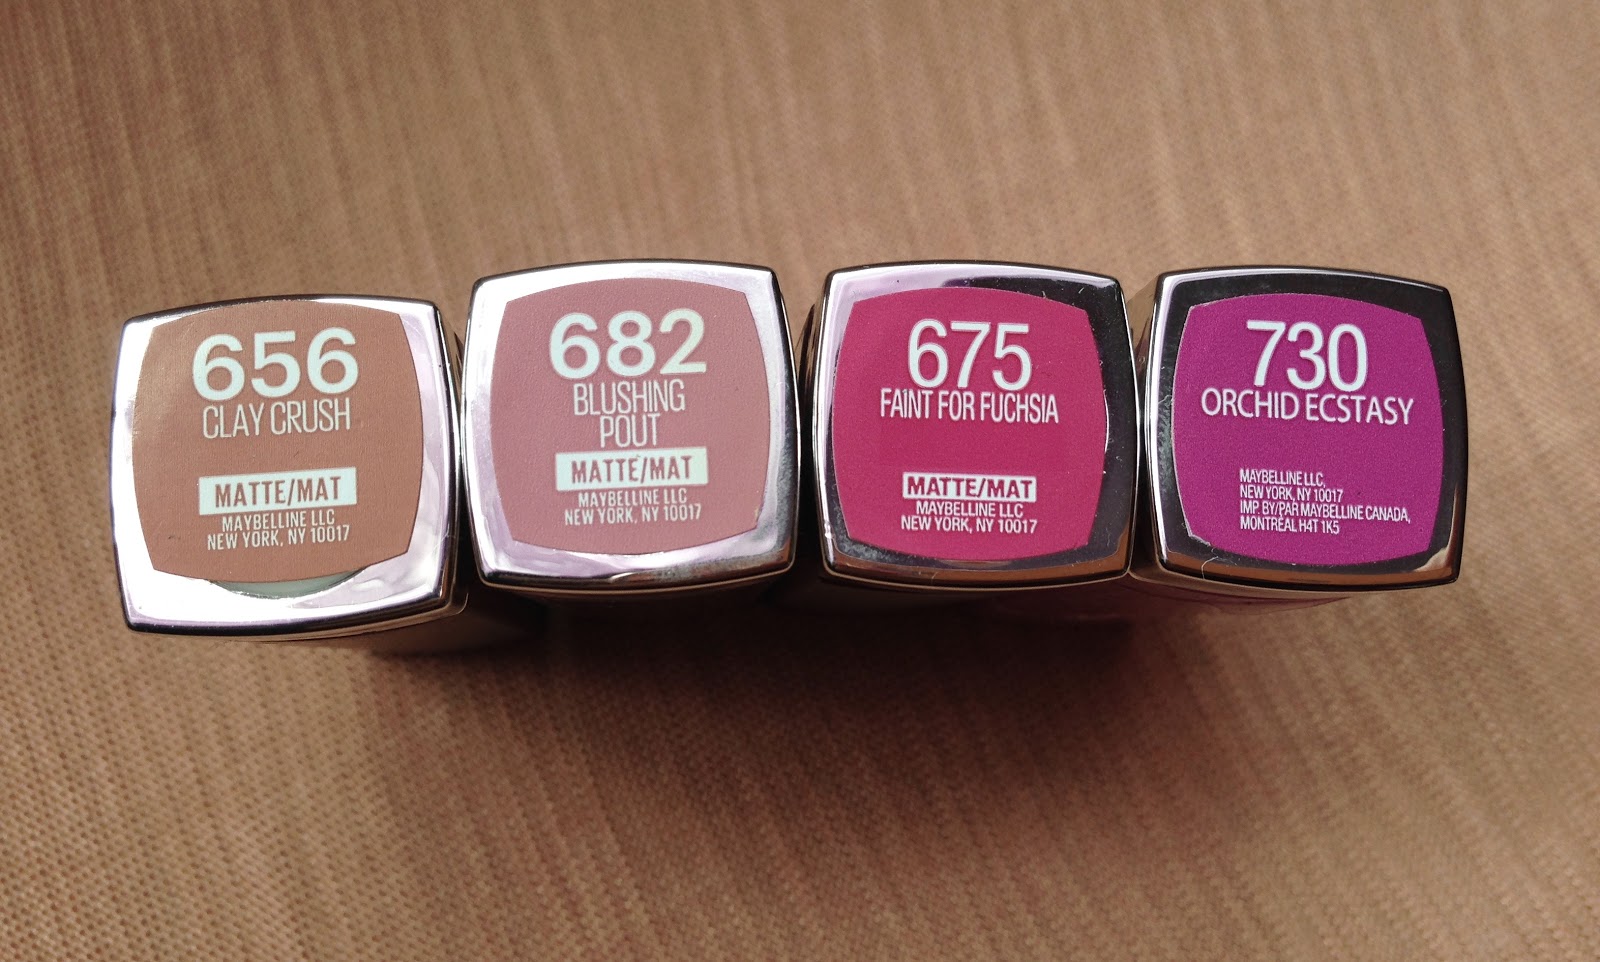 656
CLAY CRUSH
MATTE/MAT
MAYBELLINE LLC
NEW YORK, NY 10017
682
BLUSHING
POUT
MATTE/MAT
MAYBELLINE LLC
NEW YORK, NY 10017
675
FAINT FOR FUCHSIA
MATTE/MAT
MAYBELLINE LLC
NEW YORK, NY 10017
730
ORCHID ECSTASY
MAYBELLINE LLC,
NEW YORK, NY 10017
IMP. BY/PAR MAYBELLINE CANADA,
MONTRÉAL H4T 1K5